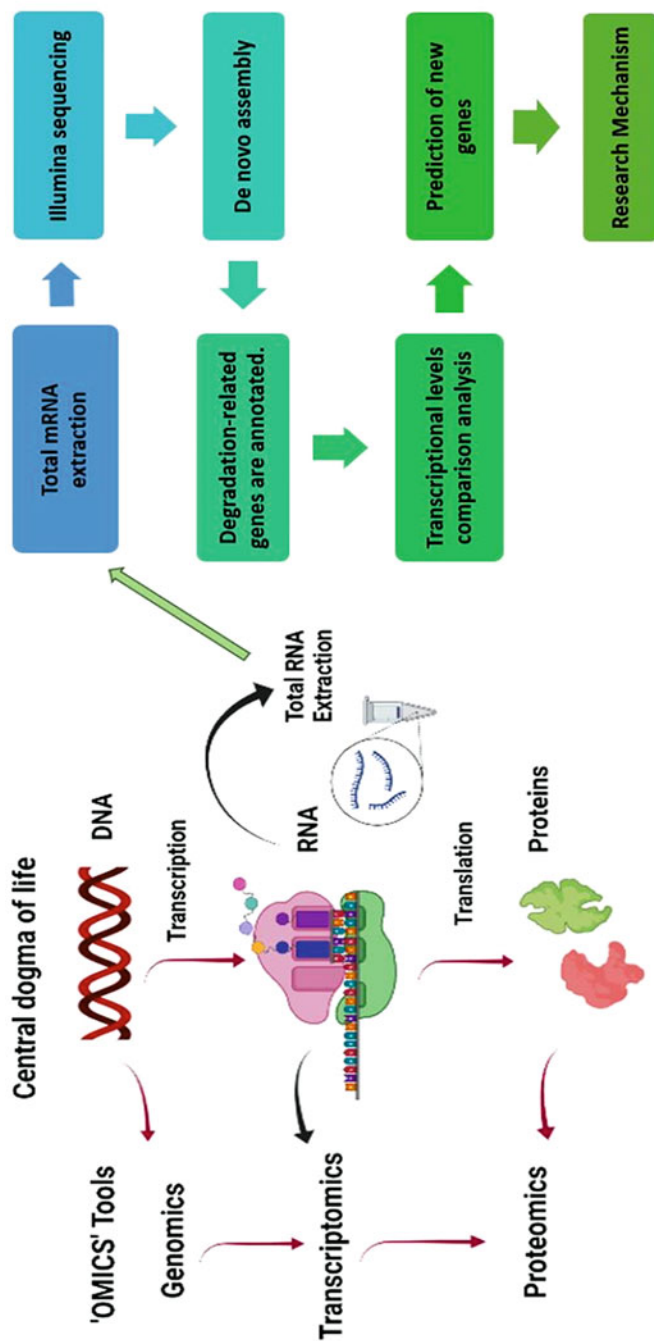 Central dogma of life
'OMICS' Tools
DNA
Genomics
Transcription
RNA
Transcriptomics
Translation
Proteins
Proteomics
Total RNA
Extraction
Total mRNA
extraction
Illumina sequencing
De novo assembly
Degradation-related
genes are annotated.
Transcriptional levels
comparison analysis
Prediction of new
genes
Research Mechanism